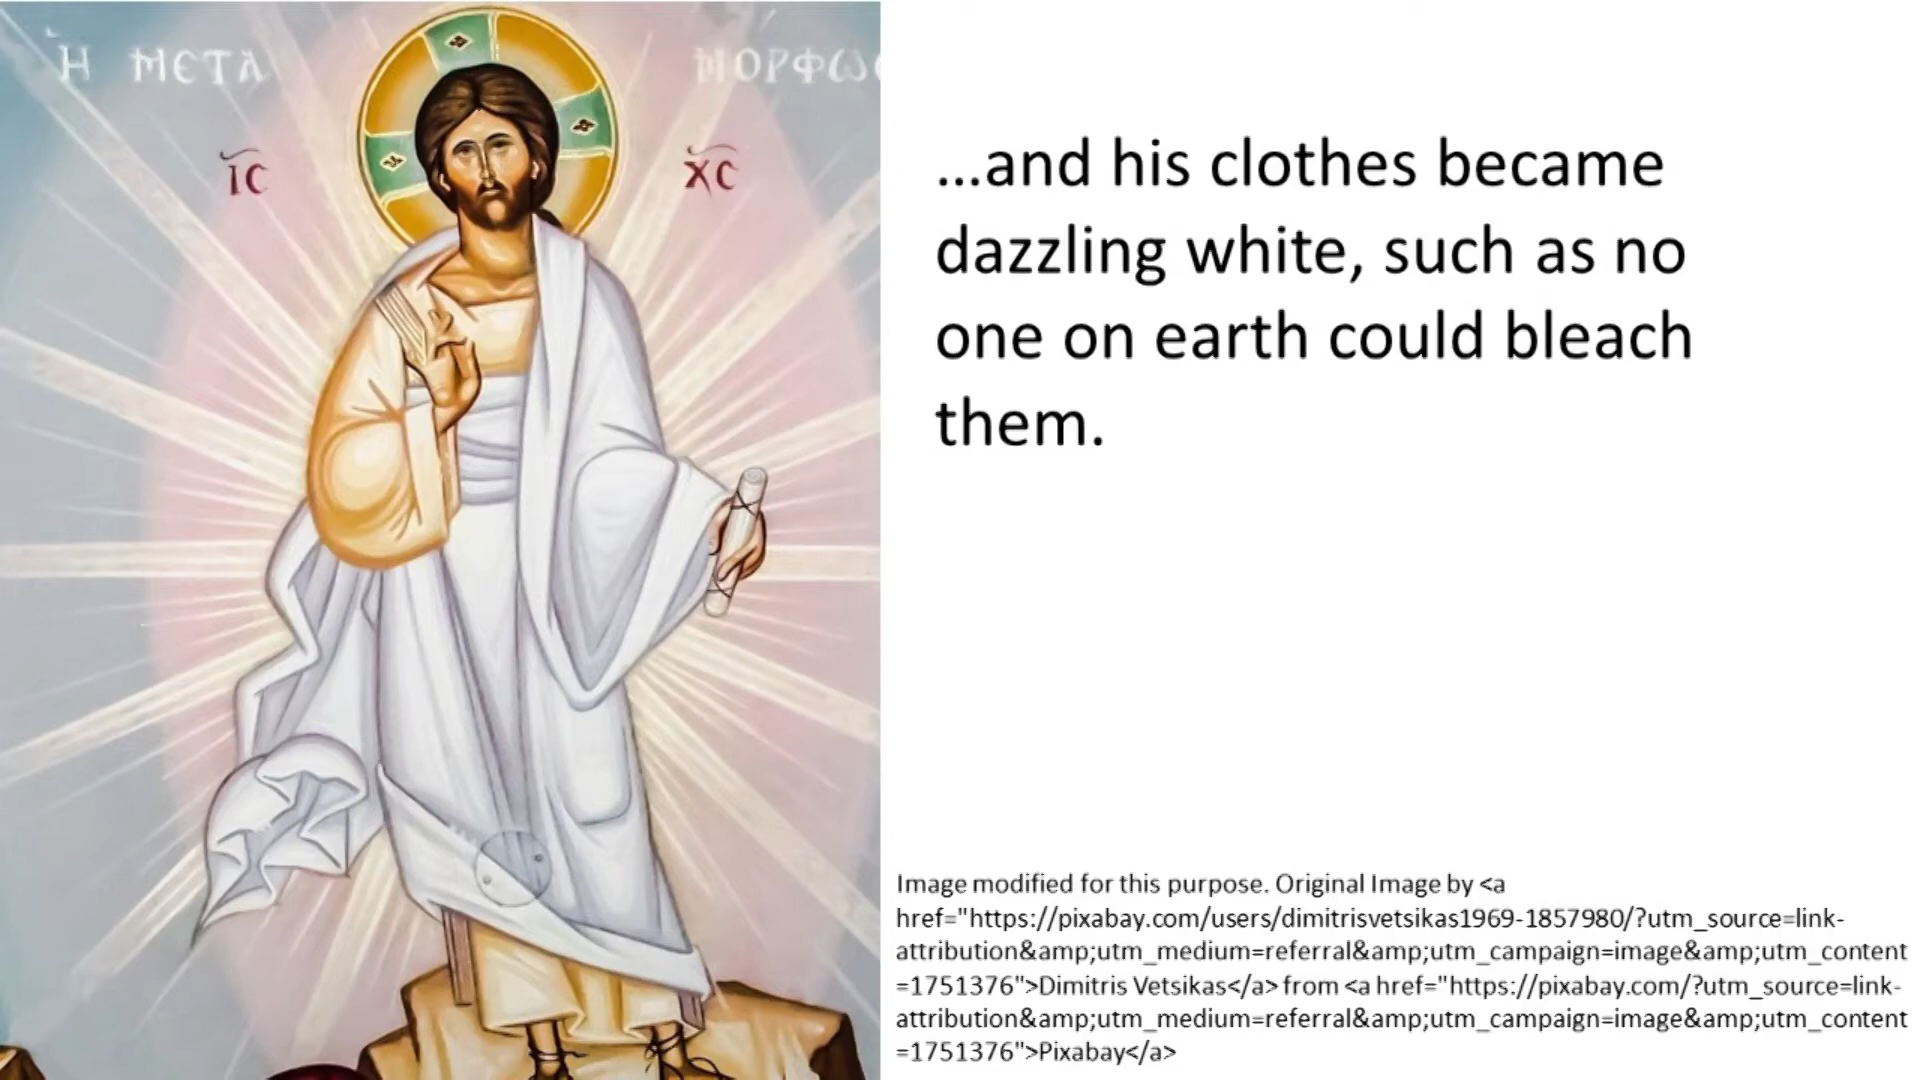 Ἡ ΜΕΤΑ ΜΟΡΦΩ
ΙC ΧC
...and his clothes became
dazzling white, such as no
one on earth could bleach
them.
Image modified for this purpose. Original Image by <a
href="https://pixabay.com/users/dimitrisvetsikas1969-1857980/?utm_source=link-
attribution&amp;utm_medium=referral&amp;utm_campaign=image&amp;utm_content
=1751376">Dimitris Vetsikas</a> from <a href="https://pixabay.com/?utm_source=link-
attribution&amp;utm_medium=referral&amp;utm_campaign=image&amp;utm_content
=1751376">Pixabay</a>